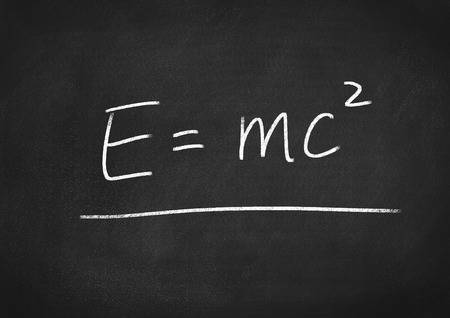 E = mc²